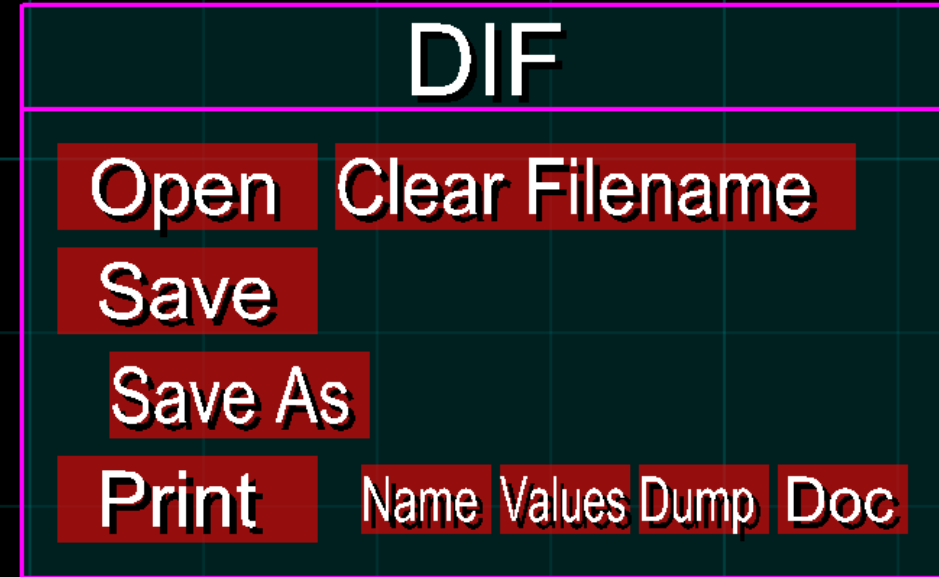 DIF
Open Clear Filename
Save
Save As
Print Name Values Dump Doc